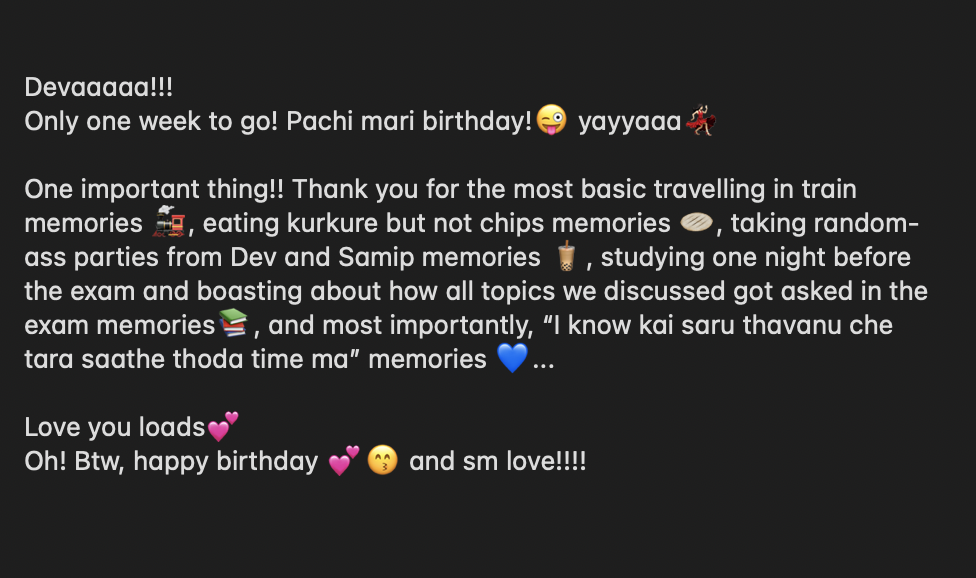 Devaaaaa!!!
Only one week to go! Pachi mari birthday!😜 yayyaaa💃
One important thing!! Thank you for the most basic travelling in train
memories 🚂, eating kurkure but not chips memories 🫓, taking random-
ass parties from Dev and Samip memories 🧋, studying one night before
the exam and boasting about how all topics we discussed got asked in the
exam memories📚, and most importantly, “I know kai saru thavanu che
tara saathe thoda time ma” memories 💙...
Love you loads💕
Oh! Btw, happy birthday 💕😙 and sm love!!!!